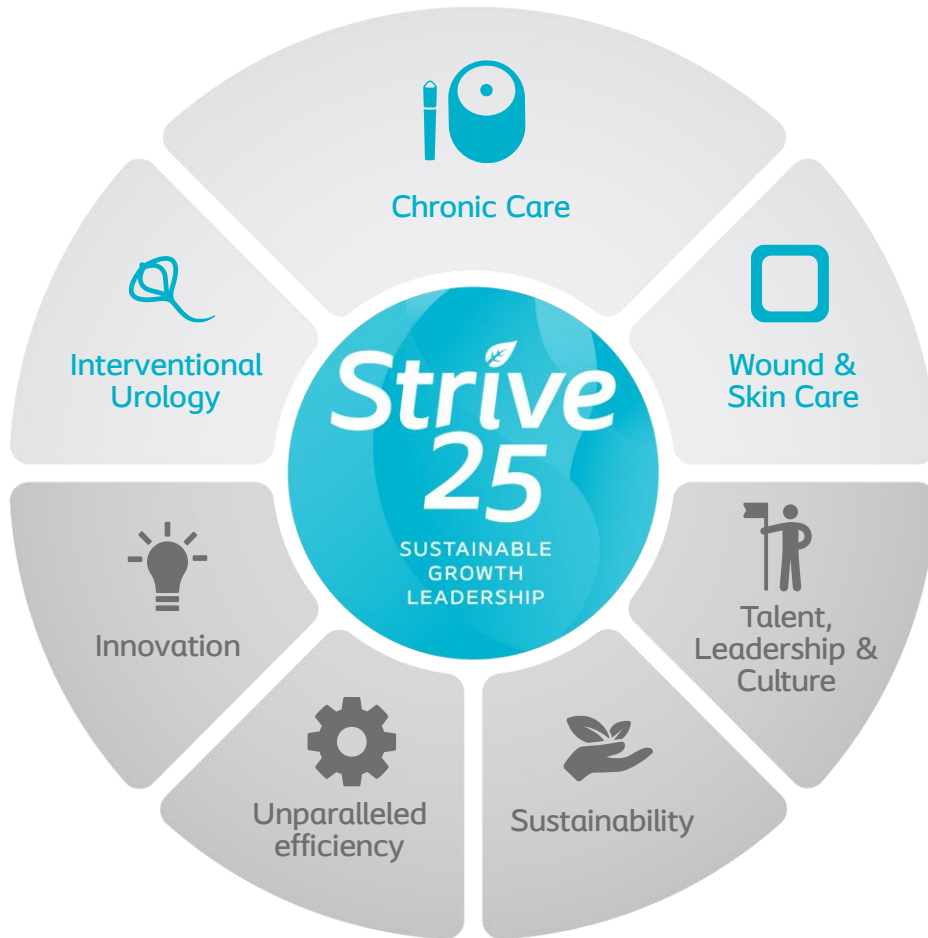 Chronic Care
Interventional
Urology
Wound &
Skin Care
Strive
25
SUSTAINABLE
GROWTH
LEADERSHIP
Innovation
Talent,
Leadership &
Culture
Unparalleled
efficiency
Sustainability